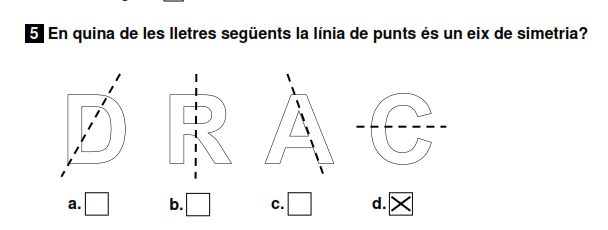 5 En quina de les lletres següents la línia de punts és un eix de simetria?
D R A C
a. b. c. d.